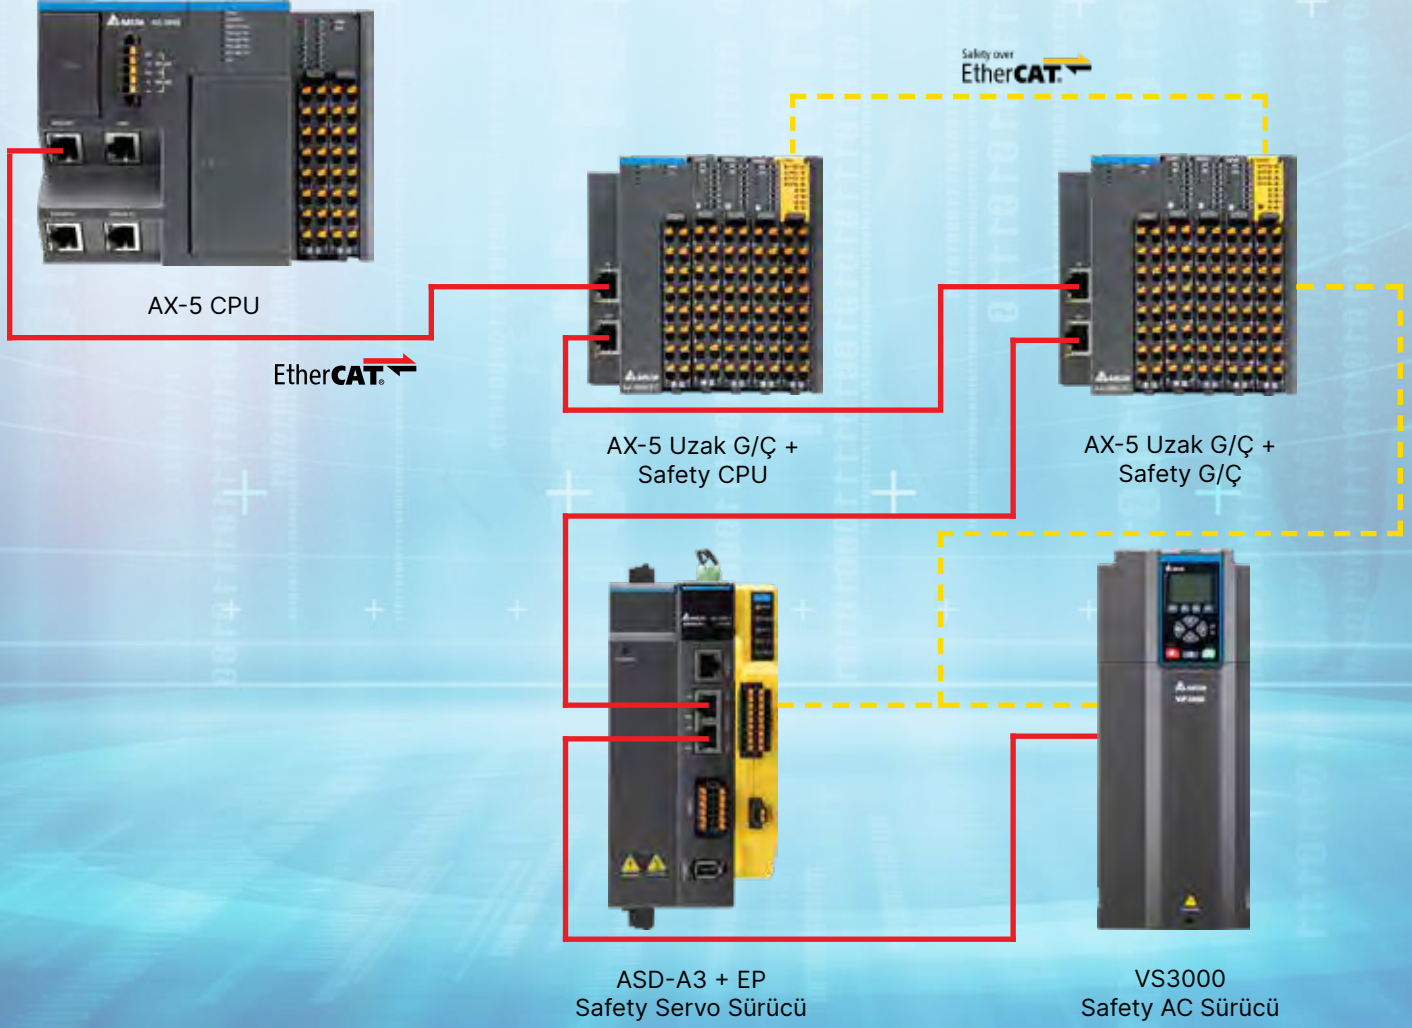 Safety over
EtherCAT
AX-5 CPU
EtherCAT
AX-5 Uzak G/Ç +
Safety CPU
AX-5 Uzak G/Ç +
Safety G/Ç
ASD-A3 + EP
Safety Servo Sürücü
VS3000
Safety AC Sürücü